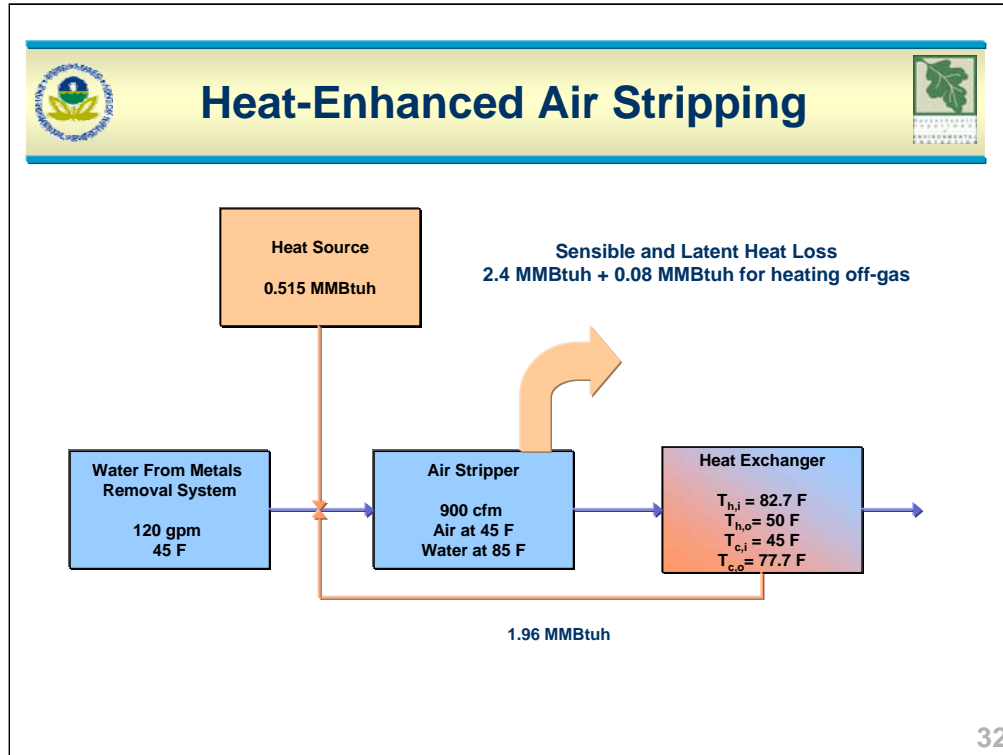 Heat-Enhanced Air Stripping
Heat Source
0.515 MMBtuh
Sensible and Latent Heat Loss
2.4 MMBtuh + 0.08 MMBtuh for heating off-gas
Water From Metals
Removal System
120 gpm
45 F
Air Stripper
900 cfm
Air at 45 F
Water at 85 F
Heat Exchanger
Th,i = 82.7 F
Th,o= 50 F
Tc,i = 45 F
Tc,o= 77.7 F
1.96 MMBtuh
32